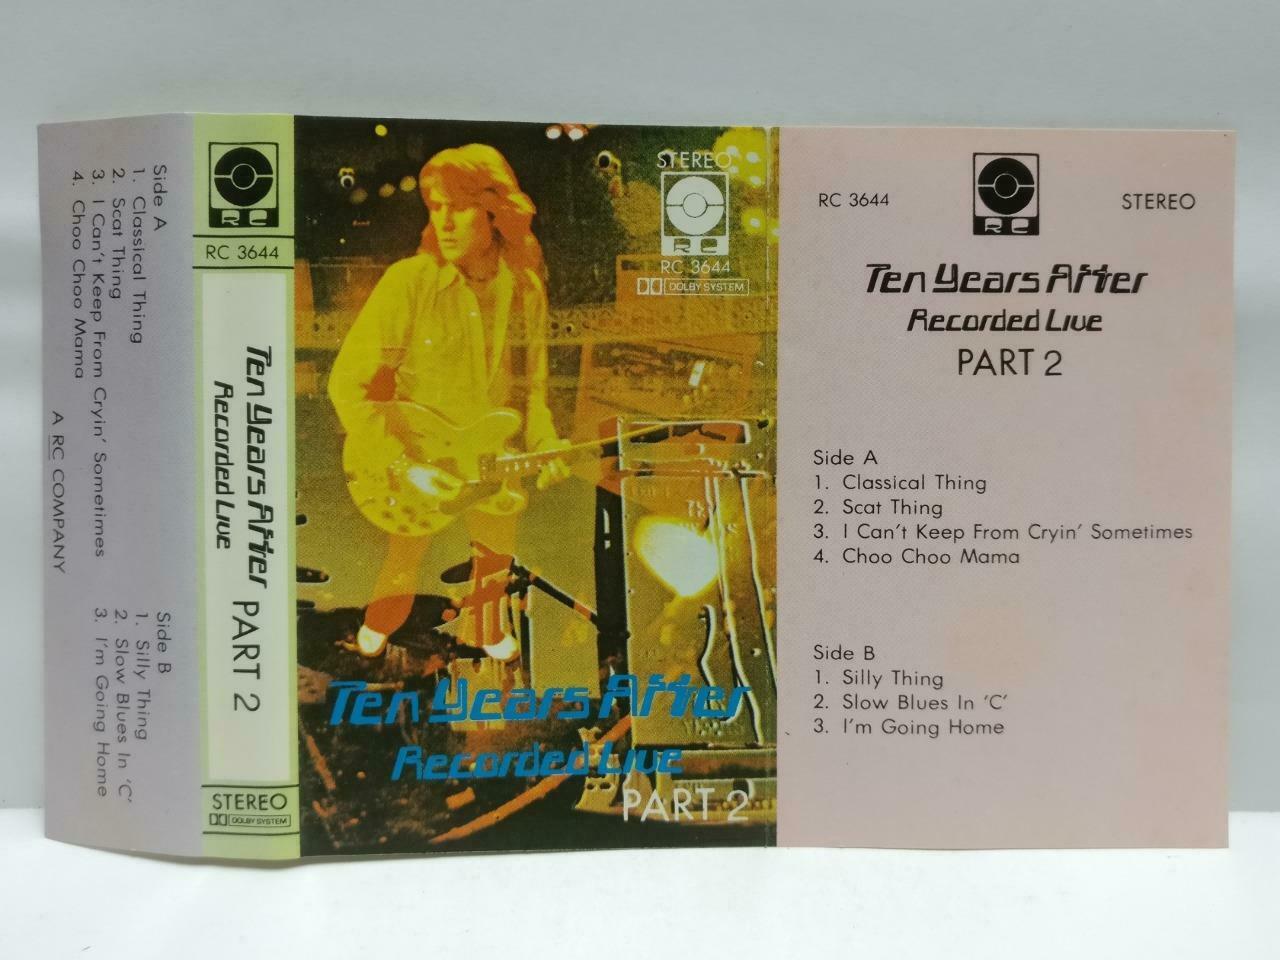 Side A
1. Classical Thing
2. Scat Thing
3. I Can't Keep From Cryin' Sometimes
4. Choo Choo Mama
Side B
1. Silly Thing
2. Slow Blues In 'C'
3. I'm Going Home
A RC COMPANY
RC
RC 3644
Ten Years After
Recorded Live
PART 2
STEREO
DOLBY SYSTEM
STEREO
RC
RC 3644
DOLBY SYSTEM
Ten Years After
Recorded Live
PART 2
RC 3644
RC
STEREO
Ten Years After
Recorded Live
PART 2
Side A
1. Classical Thing
2. Scat Thing
3. I Can't Keep From Cryin' Sometimes
4. Choo Choo Mama
Side B
1. Silly Thing
2. Slow Blues In 'C'
3. I'm Going Home